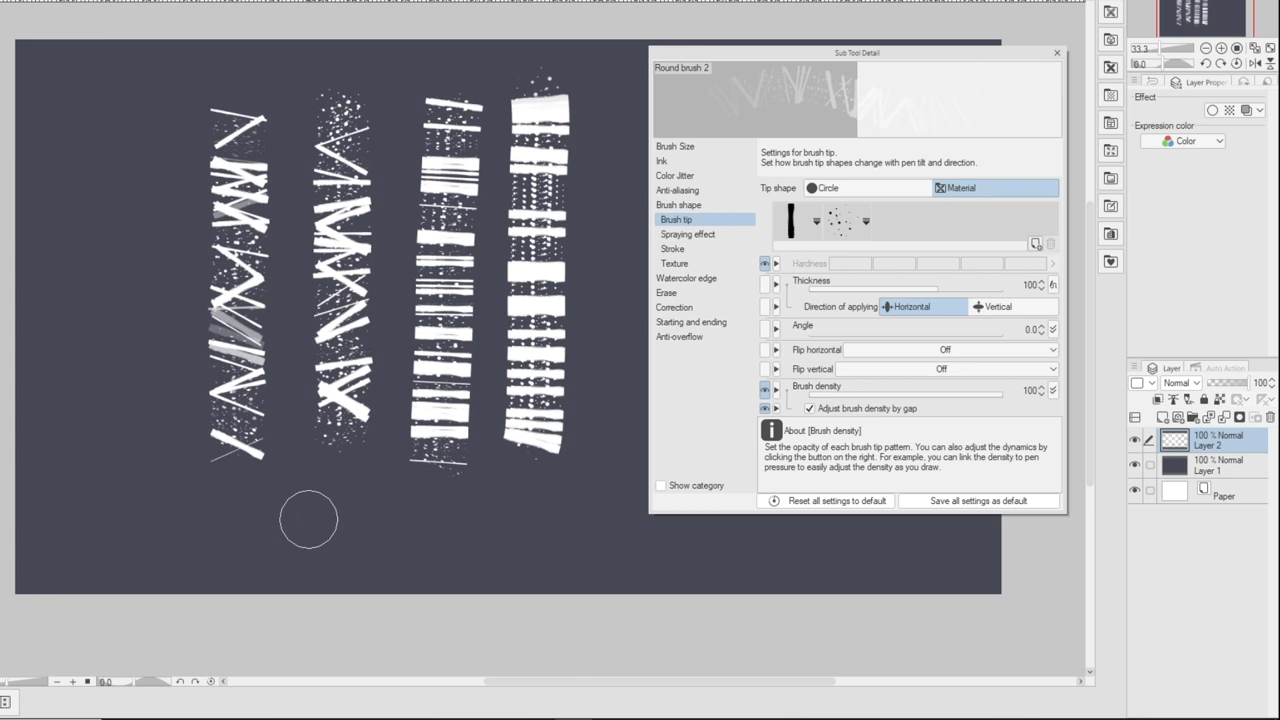 Sub Tool Detail
Round brush 2
Brush Size
Ink
Color Jitter
Anti-aliasing
Brush shape
Brush tip
Spraying effect
Stroke
Texture
Watercolor edge
Erase
Correction
Starting and ending
Anti-overflow
Show category
Settings for brush tip.
Set how brush tip shapes change with pen tilt and direction.
Tip shape Circle Material
Hardness
Thickness 100
Direction of applying Horizontal Vertical
Angle 0.0
Flip horizontal Off
Flip vertical Off
Brush density 100
Adjust brush density by gap
About [Brush density]
Set the opacity of each brush tip pattern. You can also adjust the dynamics by
clicking the button on the right. For example, you can link the density to pen
pressure to easily adjust the density as you draw.
Reset all settings to default Save all settings as default
33.3
0.0
Layer Prope
Effect
Expression color
Color
Layer Auto Action
Normal 100
100 % Normal
Layer 2
100 % Normal
Layer 1
Paper
0.0